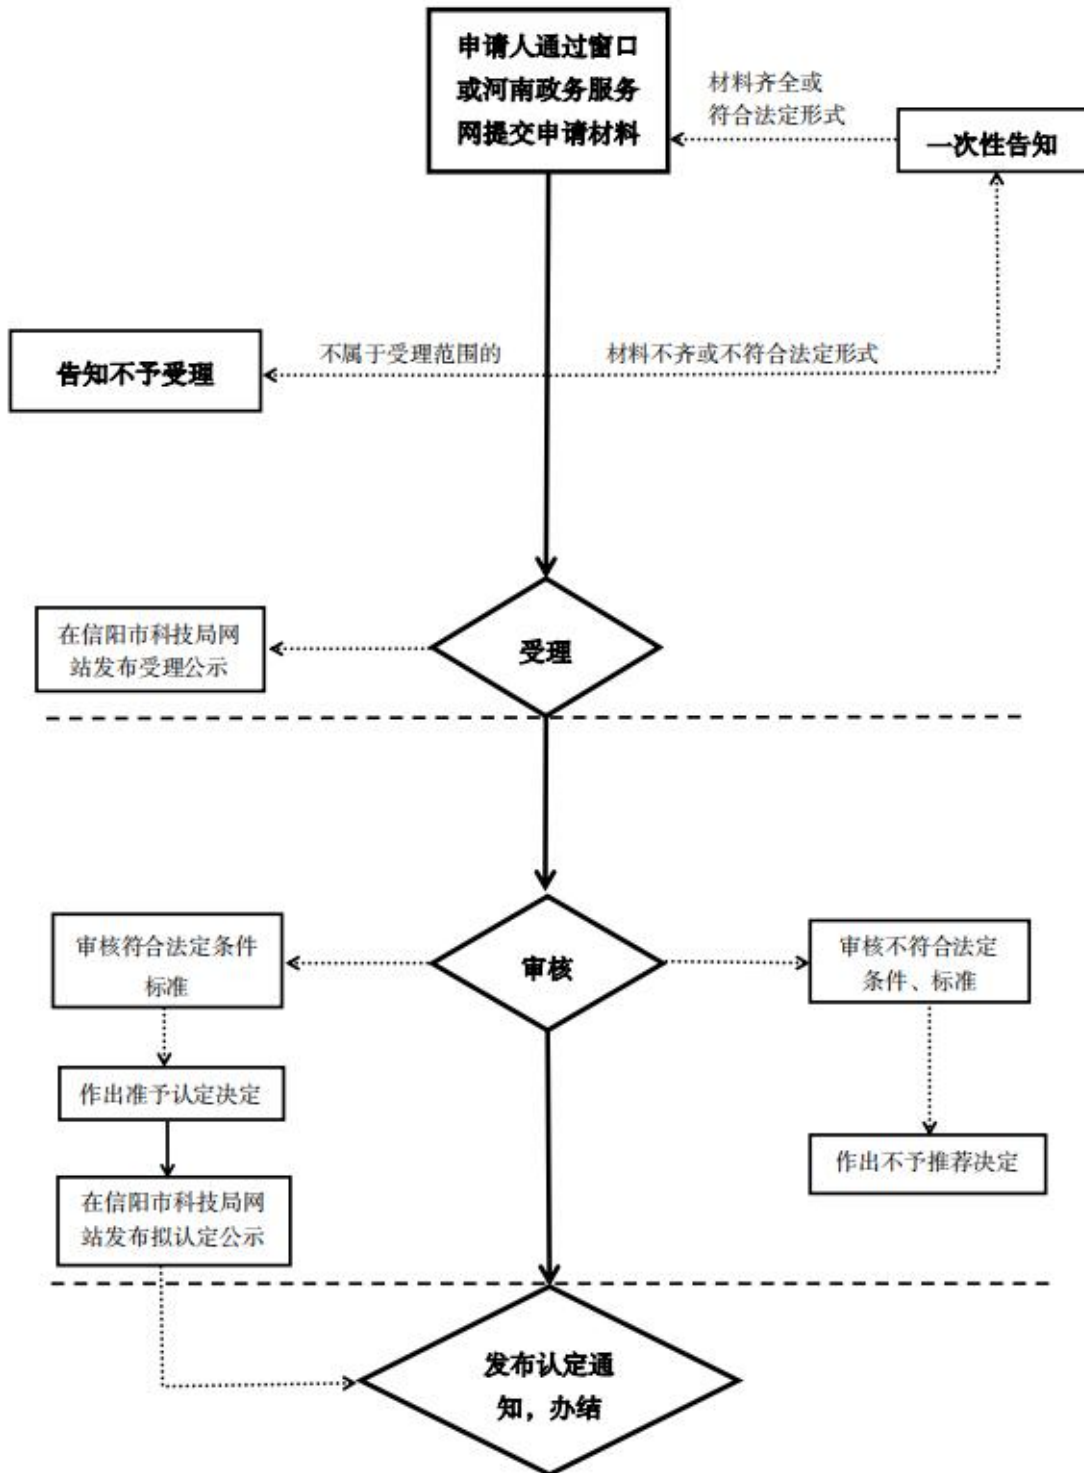 申请人通过窗口
或河南政务服务
网提交申请材料
材料齐全或
符合法定形式
一次性告知
告知不予受理
不属于受理范围的
材料不齐或不符合法定形式
在信阳市科技局网
站发布受理公示
受理
审核符合法定条件
标准
审核
审核不符合法定
条件、标准
作出准予认定决定
作出不予推荐决定
在信阳市科技局网
站发布拟认定公示
发布认定通
知，办结